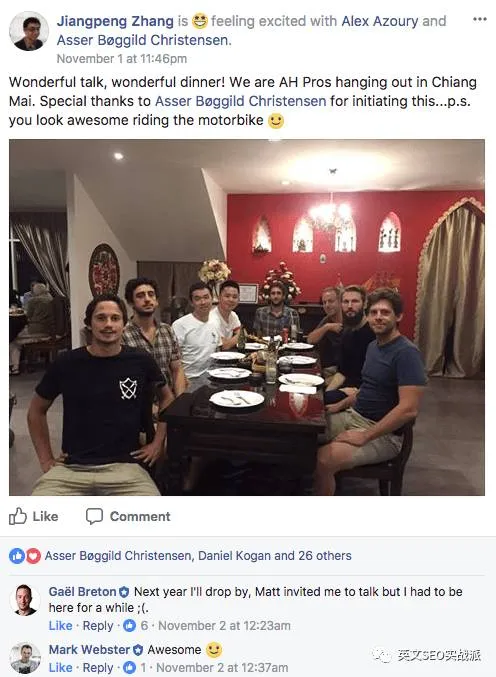 Jiangpeng Zhang is 😆 feeling excited with Alex Azoury and
Asser Bøggild Christensen.
November 1 at 11:46pm
Wonderful talk, wonderful dinner! We are AH Pros hanging out in Chiang
Mai. Special thanks to Asser Bøggild Christensen for initiating this...p.s.
you look awesome riding the motorbike 🙂
Like Comment
Asser Bøggild Christensen, Daniel Kogan and 26 others
Gaël Breton Next year I'll drop by, Matt invited me to talk but I had to be
here for a while ;(.
Like · Reply · 6 · November 2 at 12:23am
Mark Webster Awesome 🙂
Like · Reply · 1 · November 2 at 12:37am
英文SEO实战派